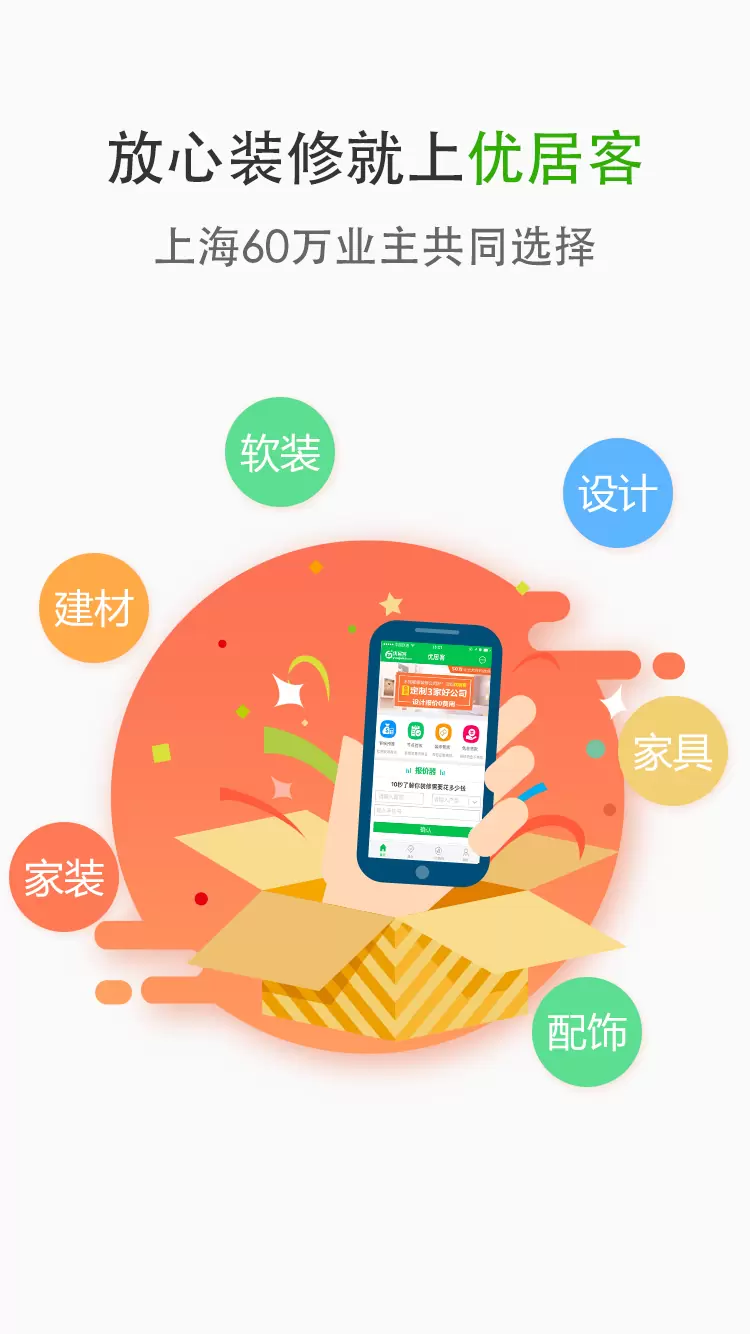 放心装修就上优居客
上海60万业主共同选择
软装
设计
建材
家具
家装
配饰
优居客
定制3家好公司
设计报价0费用
报价器
10秒了解你装修需要花多少钱
确认